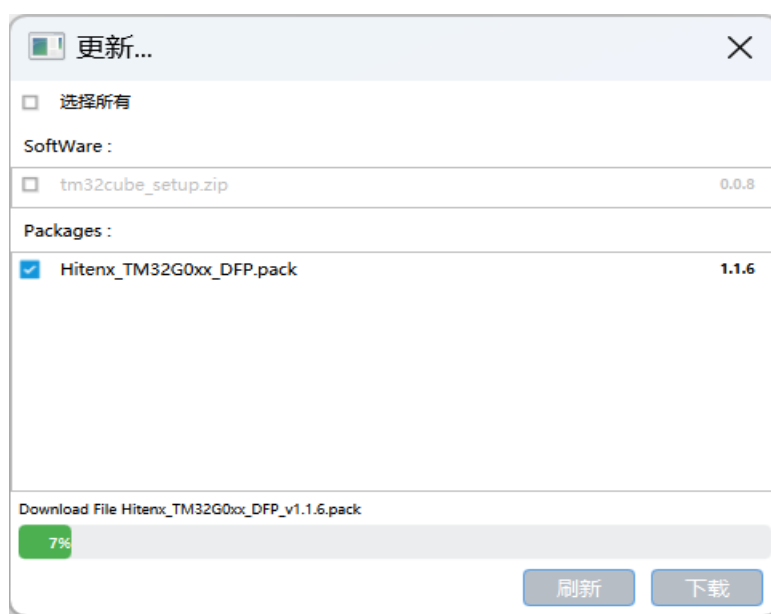 更新...
选择所有
SoftWare :
tm32cube_setup.zip 0.0.8
Packages :
Hitenx_TM32G0xx_DFP.pack 1.1.6
Download File Hitenx_TM32G0xx_DFP_v1.1.6.pack
7%
刷新 下载